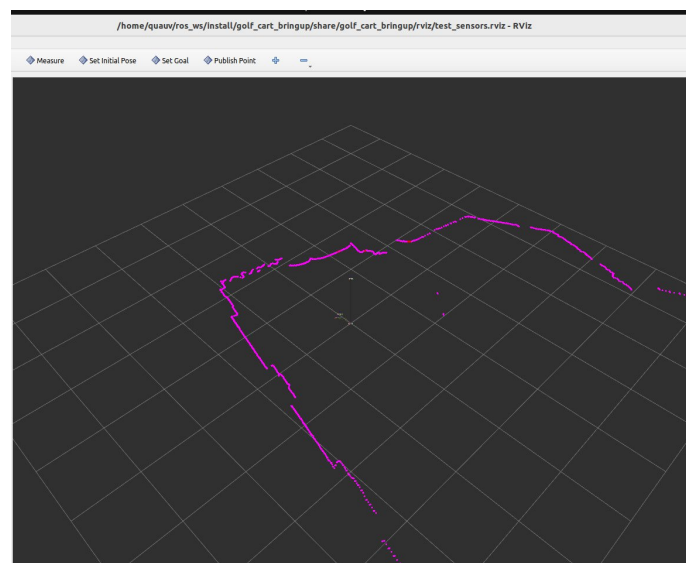 /home/quauv/ros_ws/install/golf_cart_bringup/share/golf_cart_bringup/rviz/test_sensors.rviz - RViz
Measure Set Initial Pose Set Goal Publish Point